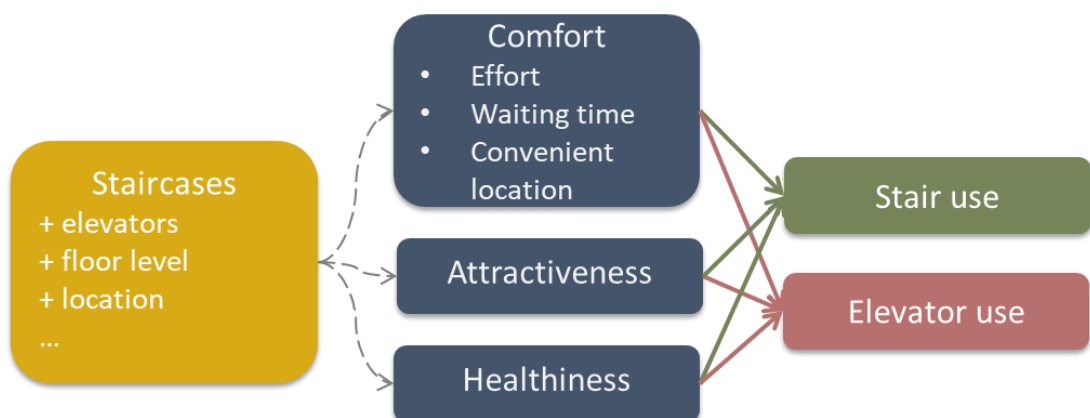 Comfort
• Effort
• Waiting time
• Convenient
location
Staircases
+ elevators
+ floor level
+ location
...
Attractiveness
Healthiness
Stair use
Elevator use